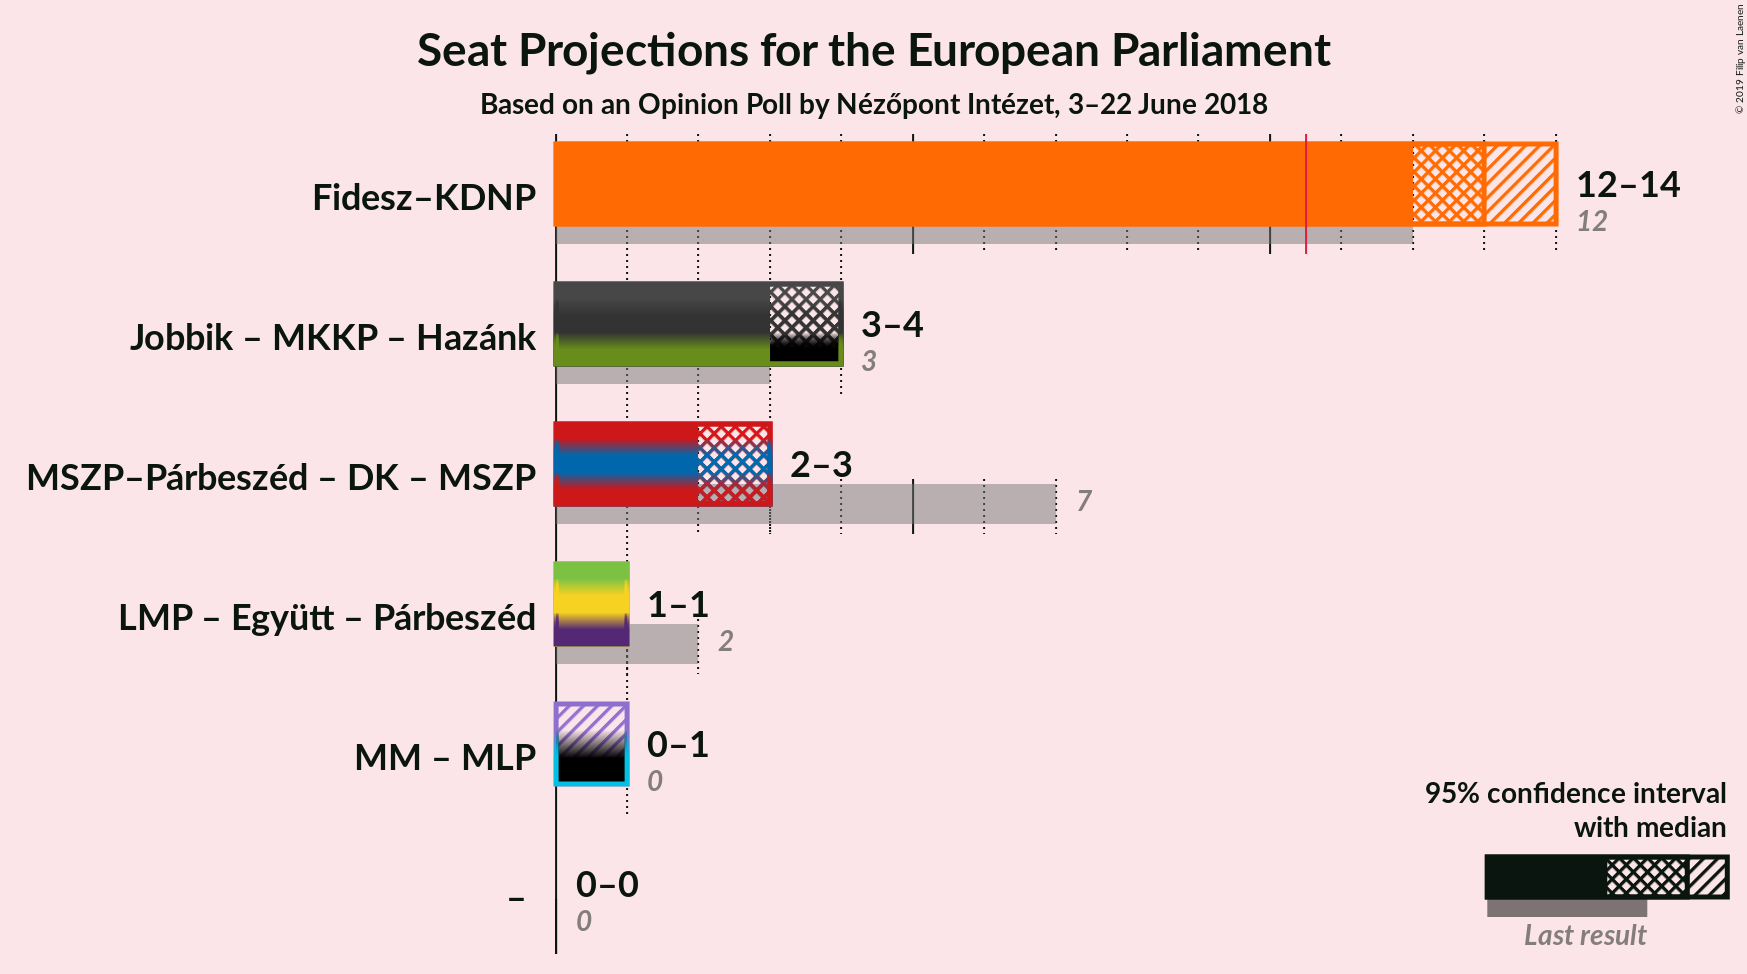 Seat Projections for the European Parliament
Based on an Opinion Poll by Nézőpont Intézet, 3–22 June 2018
© 2019 Filip van Laenen
Fidesz–KDNP
12–14
12
Jobbik – MKKP – Hazánk
3–4
3
MSZP–Párbeszéd – DK – MSZP
2–3
7
LMP – Együtt – Párbeszéd
1–1
2
MM – MLP
0–1
0
–
0–0
0
95% confidence interval
with median
Last result